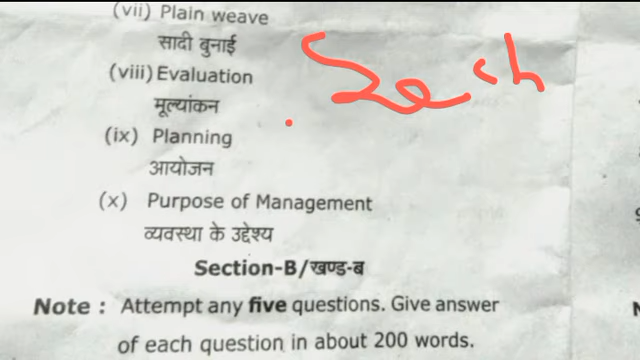 (vii) Plain weave
सादी बुनाई
(viii) Evaluation
मूल्यांकन
(ix) Planning
आयोजन
(x) Purpose of Management
व्यवस्था के उद्देश्य
Section-B/खण्ड-ब
Note : Attempt any five questions. Give answer
of each question in about 200 words.